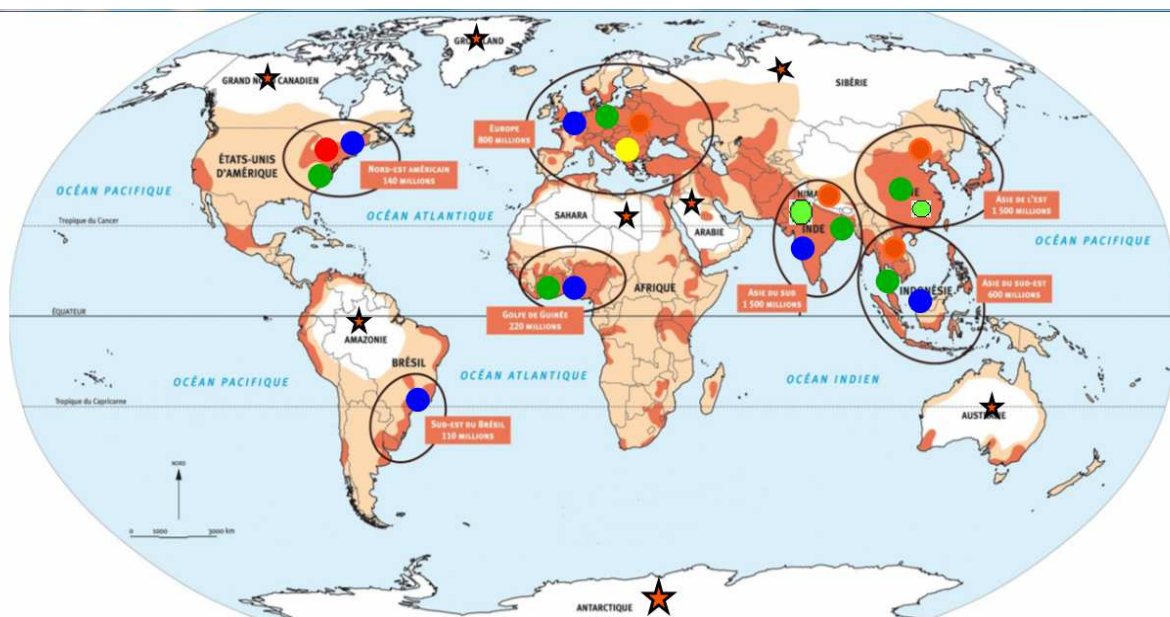 GROENLAND
GRAND NORD CANADIEN
SIBÉRIE
EUROPE
800 MILLIONS
ÉTATS-UNIS
D'AMÉRIQUE
NORD-EST AMÉRICAIN
140 MILLIONS
OCÉAN PACIFIQUE
OCÉAN ATLANTIQUE
Tropique du Cancer
SAHARA
ARABIE
INDE
ASIE DE L'EST
1 500 MILLIONS
OCÉAN PACIFIQUE
AFRIQUE
ASIE DU SUD
1 500 MILLIONS
INDONÉSIE
ASIE DU SUD-EST
600 MILLIONS
GOLFE DE GUINÉE
220 MILLIONS
ÉQUATEUR
AMAZONIE
BRÉSIL
OCÉAN PACIFIQUE
OCÉAN ATLANTIQUE
OCÉAN INDIEN
Tropique du Capricorne
SUD-EST DU BRÉSIL
110 MILLIONS
AUSTRALIE
NORD
0 1000 3000 km
ANTARCTIQUE